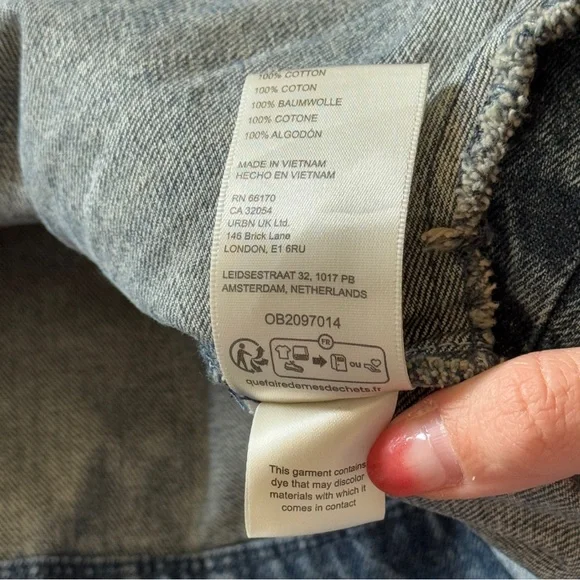 100% COTTON
100% COTON
100% BAUMWOLLE
100% COTONE
100% ALGODÓN
MADE IN VIETNAM
HECHO EN VIETNAM
RN 66170
CA 32054
URBN UK Ltd.
146 Brick Lane
LONDON, E1 6RU
LEIDSESTRAAT 32, 1017 PB
AMSTERDAM, NETHERLANDS
OB2097014
FR
ou
quefairedemesdechets.fr
This garment contains
dye that may discolor
materials with which it
comes in contact